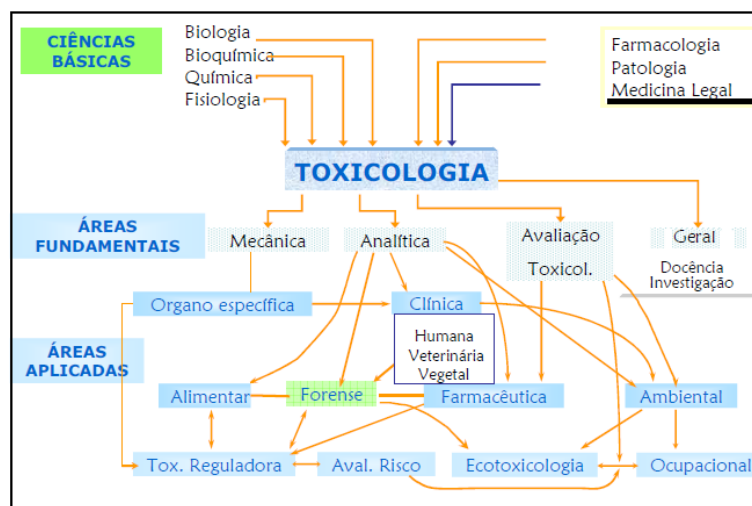 CIÊNCIAS
BÁSICAS
Biologia
Bioquímica
Química
Fisiologia
Farmacologia
Patologia
Medicina Legal
TOXICOLOGIA
ÁREAS
FUNDAMENTAIS
Mecânica
Analítica
Avaliação
Toxicol.
Geral
Docência
Investigação
Organo específica
Clínica
Humana
Veterinária
Vegetal
ÁREAS
APLICADAS
Alimentar
Forense
Farmacêutica
Ambiental
Tox. Reguladora
Aval. Risco
Ecotoxicologia
Ocupacional